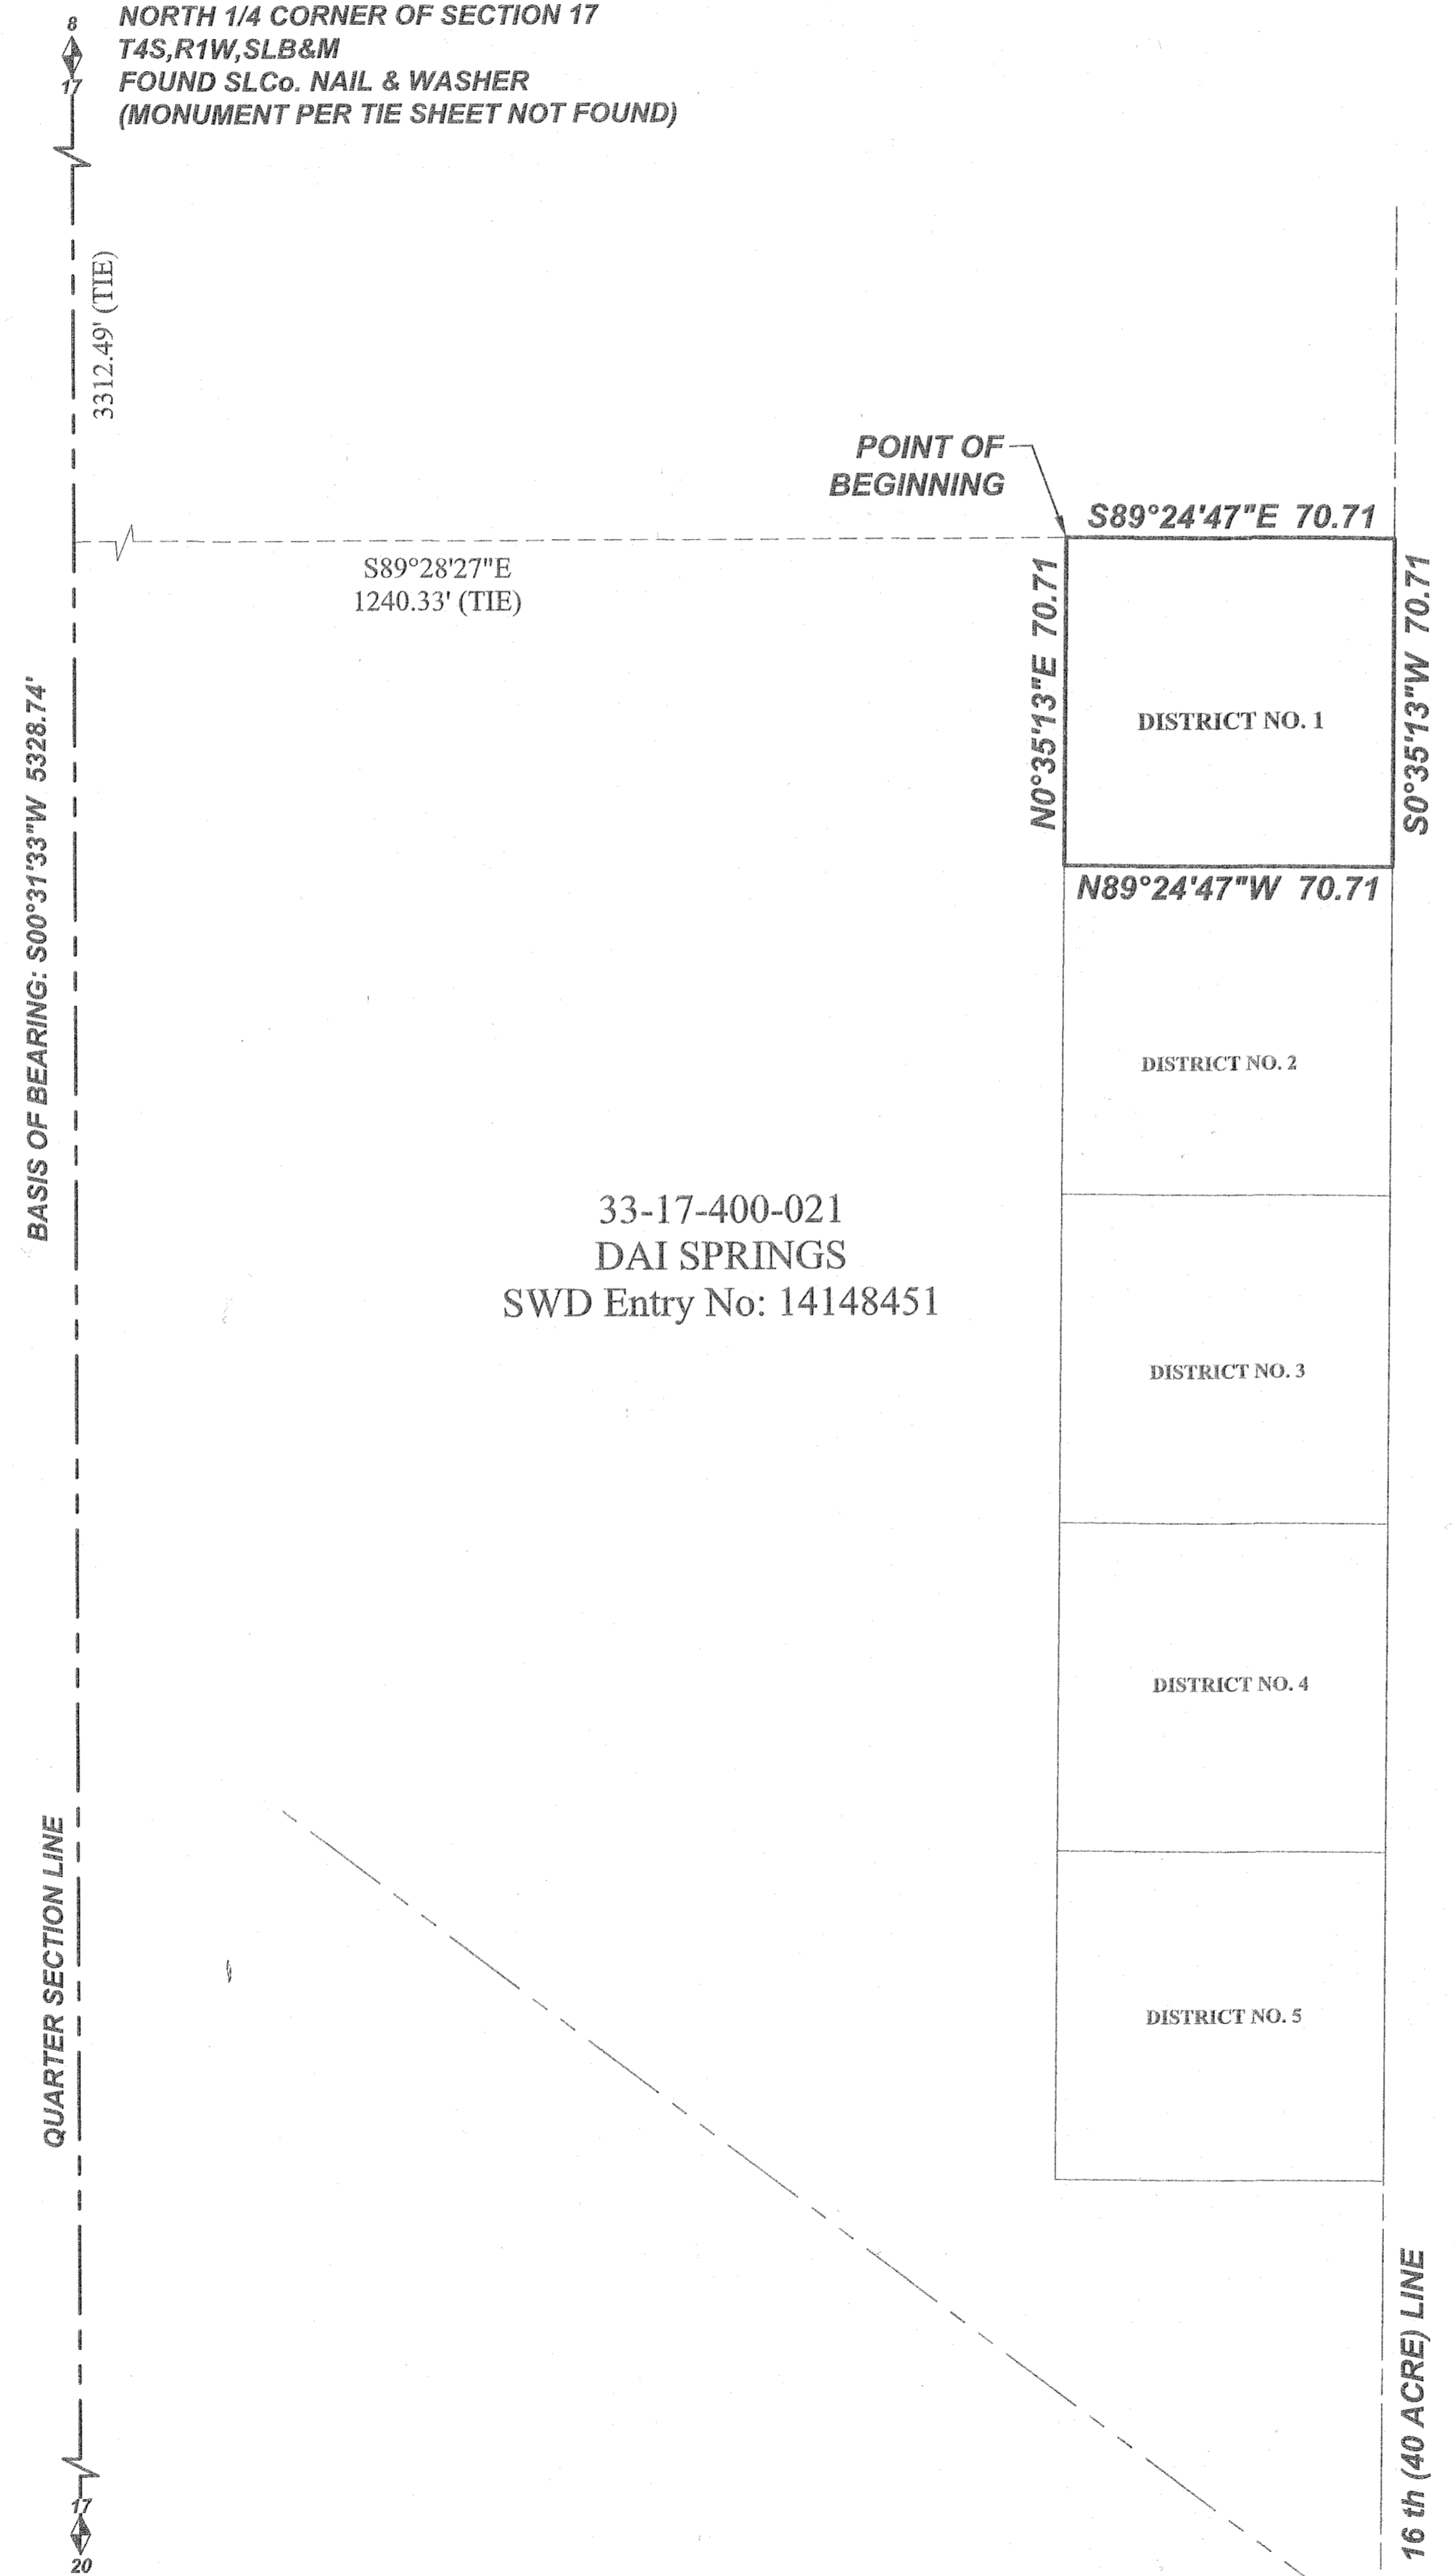 8
17
NORTH 1/4 CORNER OF SECTION 17
T4S,R1W,SLB&M
FOUND SLCo. NAIL & WASHER
(MONUMENT PER TIE SHEET NOT FOUND)
3312.49' (TIE)
POINT OF
BEGINNING
S89°24'47"E 70.71
S89°28'27"E
1240.33' (TIE)
N0°35'13"E 70.71
DISTRICT NO. 1
S0°35'13"W 70.71
N89°24'47"W 70.71
BASIS OF BEARING: S00°31'33"W 5328.74'
DISTRICT NO. 2
33-17-400-021
DAI SPRINGS
SWD Entry No: 14148451
DISTRICT NO. 3
DISTRICT NO. 4
QUARTER SECTION LINE
DISTRICT NO. 5
16 th (40 ACRE) LINE
17
20